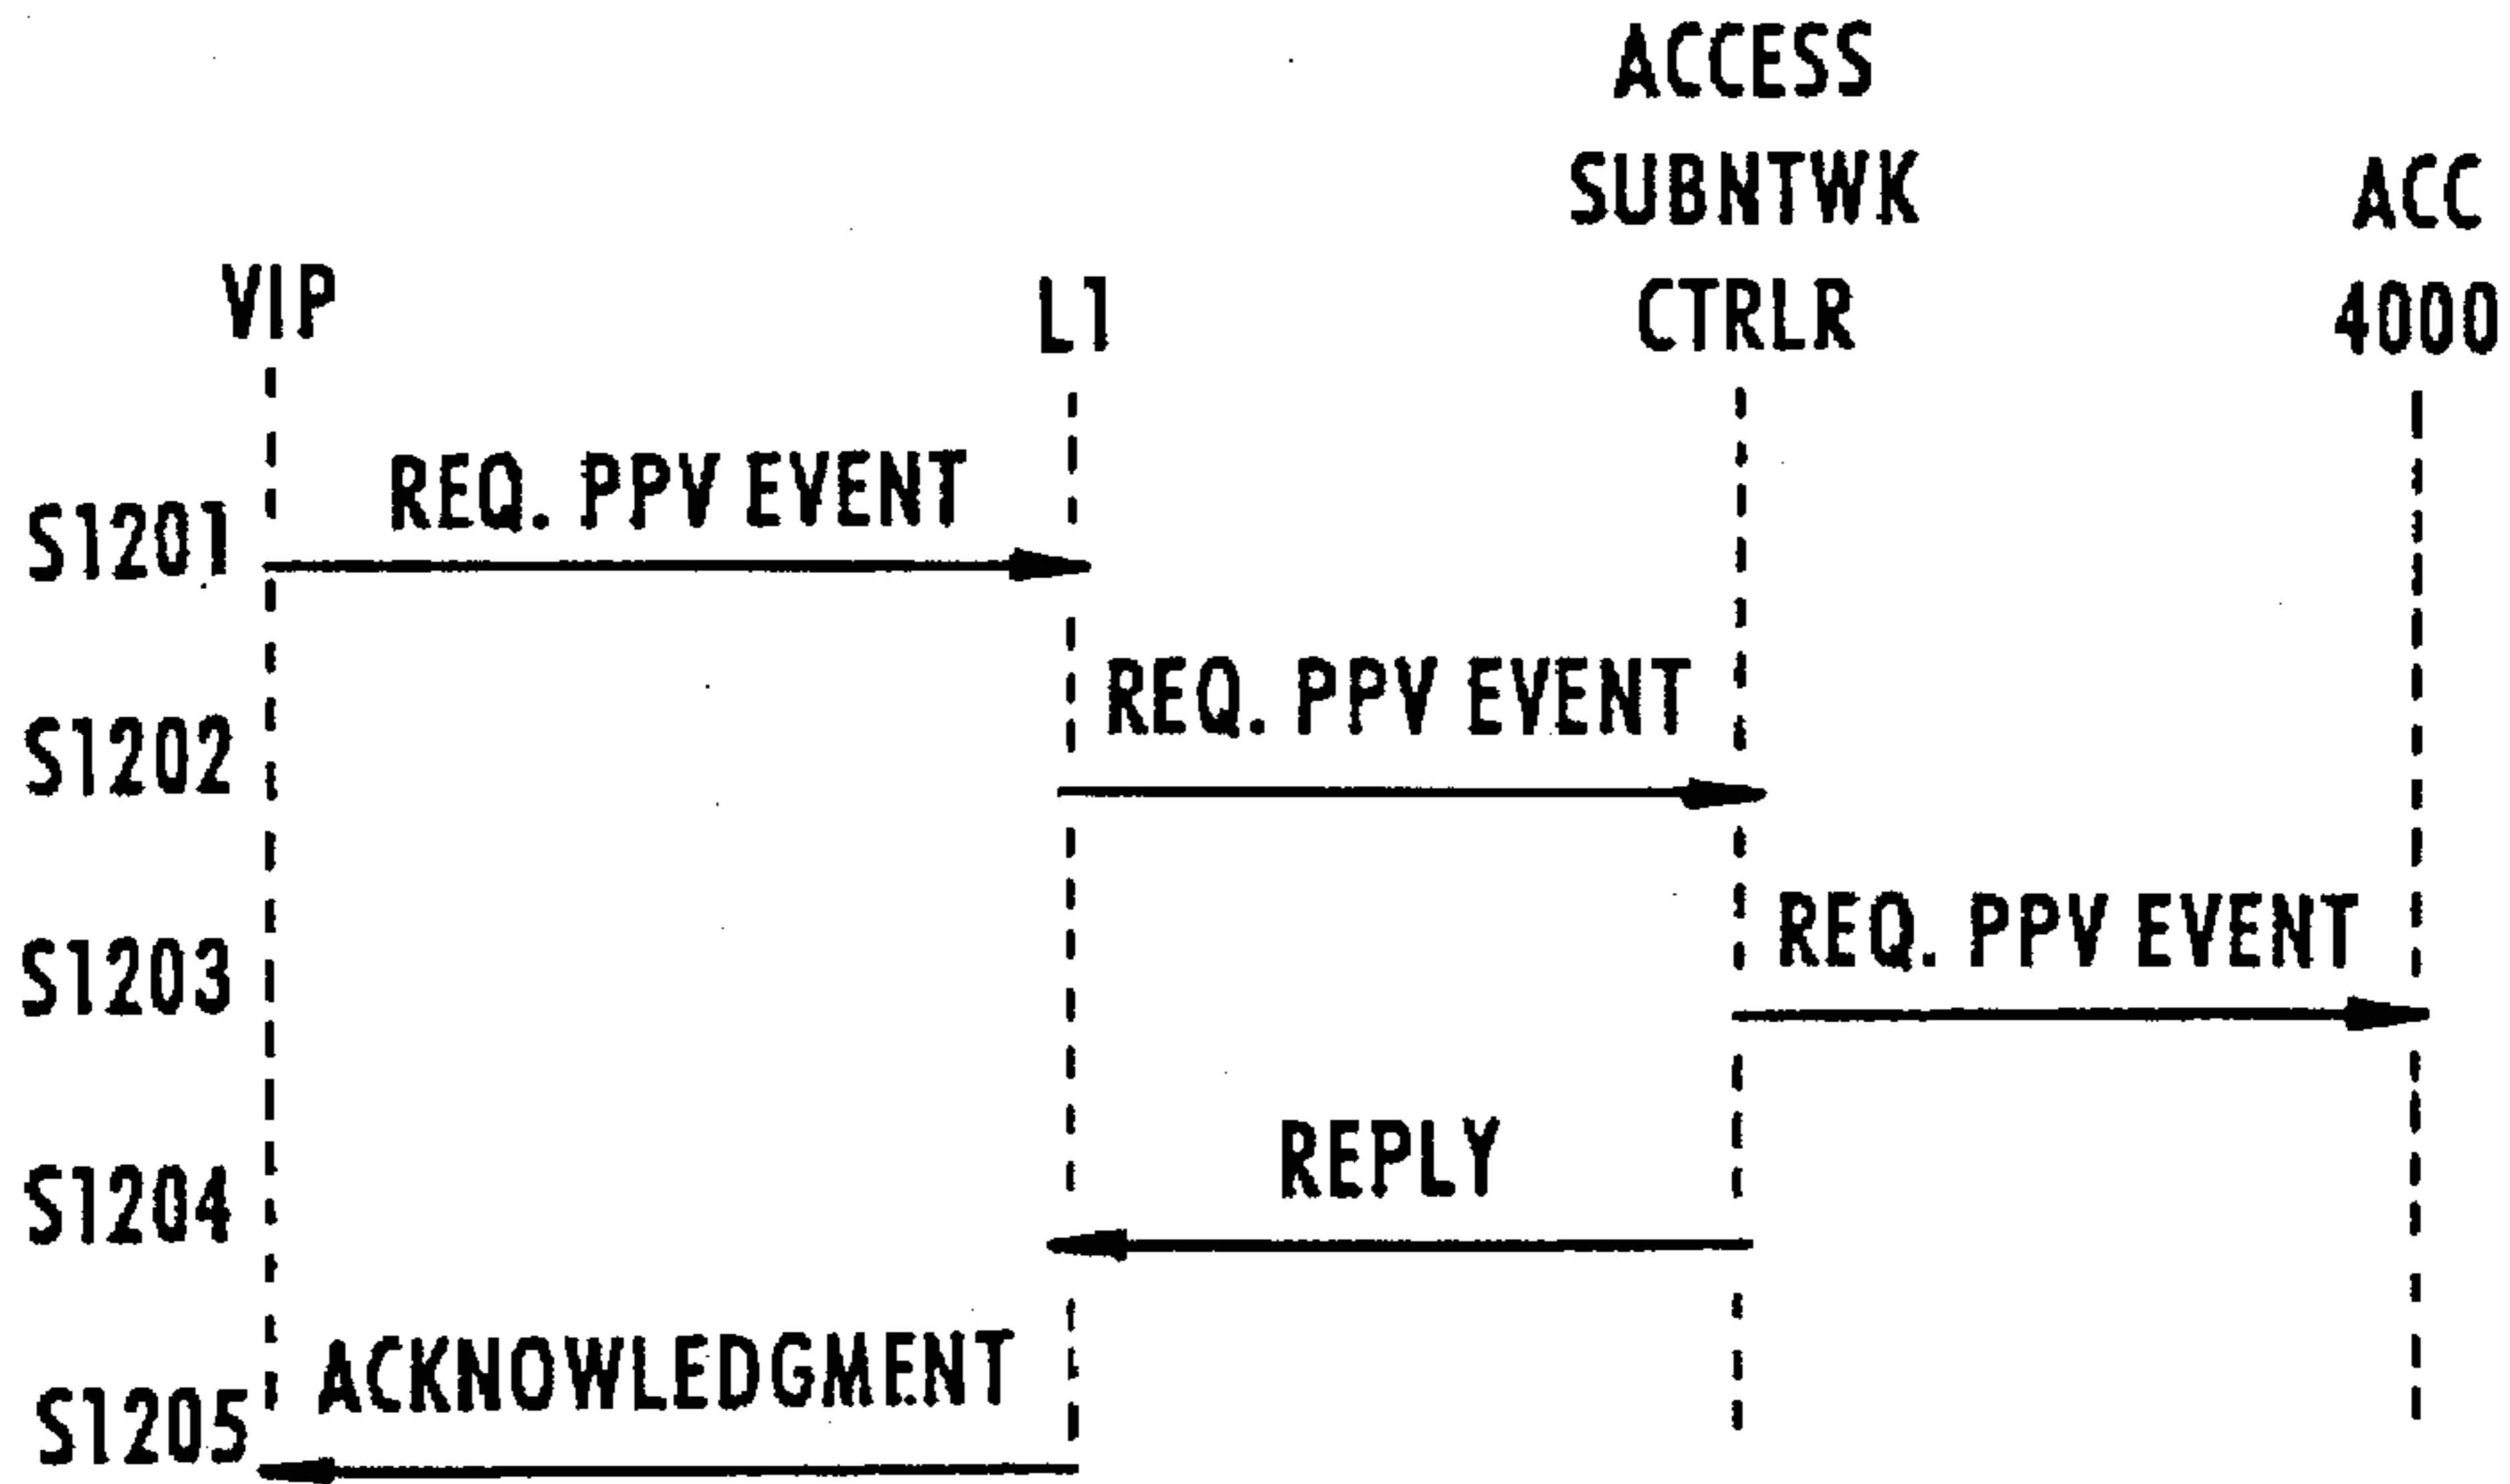 ACCESS
SUBNTWK
CTRLR
ACC
4000
VIP
L1
REQ. PPV EVENT
S1201
REQ. PPV EVENT
S1202
REQ. PPV EVENT
S1203
REPLY
S1204
ACKNOWLEDGMENT
S1205